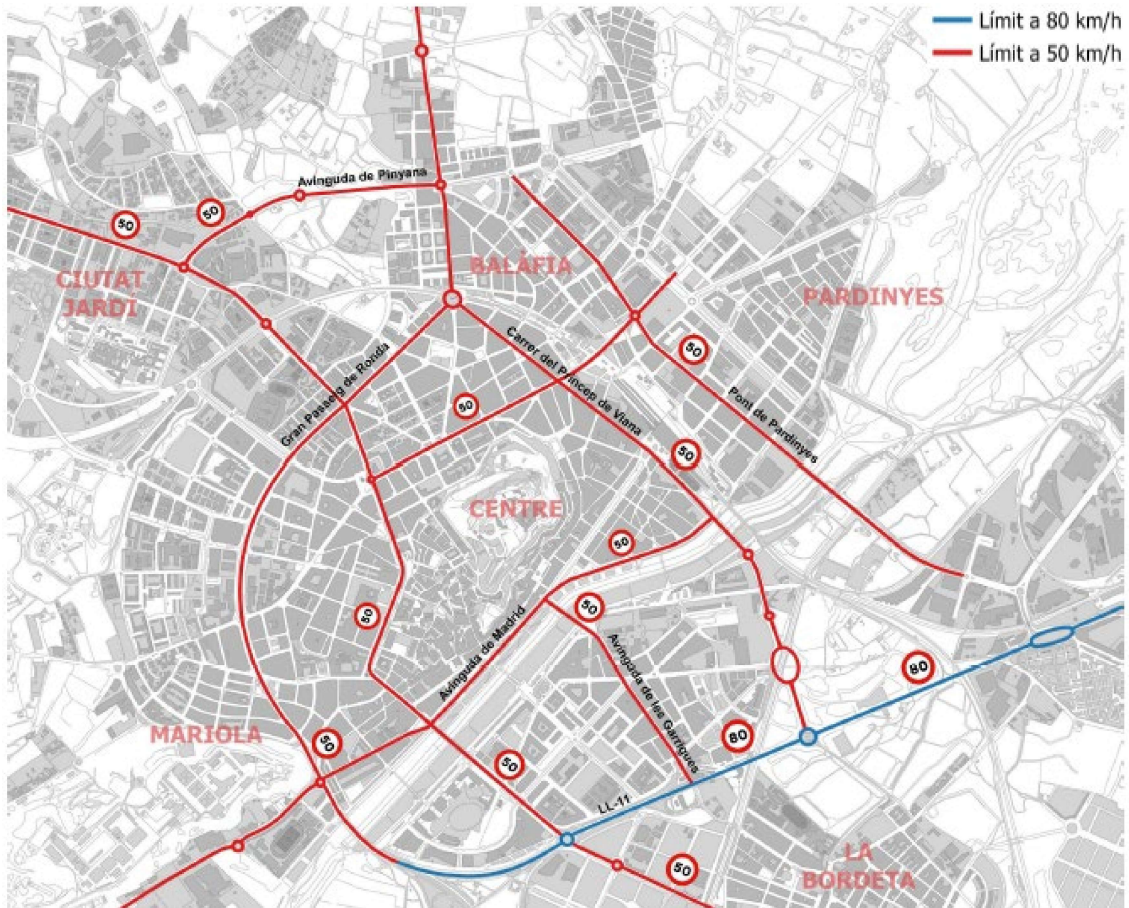 Límit a 80 km/h
Límit a 50 km/h
Avinguda de Pinyana
50
50
CIUTAT
JARDÍ
BALÀFIA
PARDINYES
Gran Passeig de Ronda
Carrer del Príncep de Viana
50
50
Pont de Pardinyes
50
CENTRE
50
50
50
Avinguda de Madrid
Avinguda de les Garrigues
80
MARIOLA
50
80
50
LL-11
50
LA
BORDETA